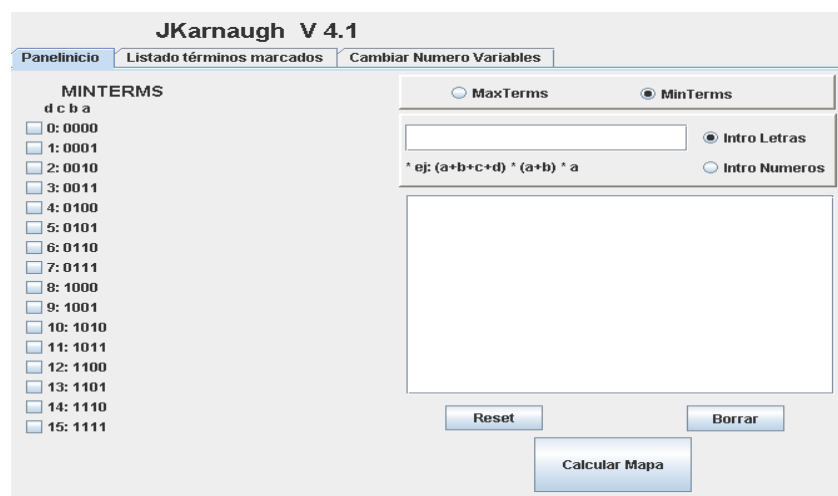 JKarnaugh V 4.1
Panelinicio Listado términos marcados Cambiar Numero Variables
MINTERMS
d c b a
0: 0000
1: 0001
2: 0010
3: 0011
4: 0100
5: 0101
6: 0110
7: 0111
8: 1000
9: 1001
10: 1010
11: 1011
12: 1100
13: 1101
14: 1110
15: 1111
MaxTerms MinTerms
Intro Letras
* ej: (a+b+c+d) * (a+b) * a Intro Numeros
Reset Borrar
Calcular Mapa